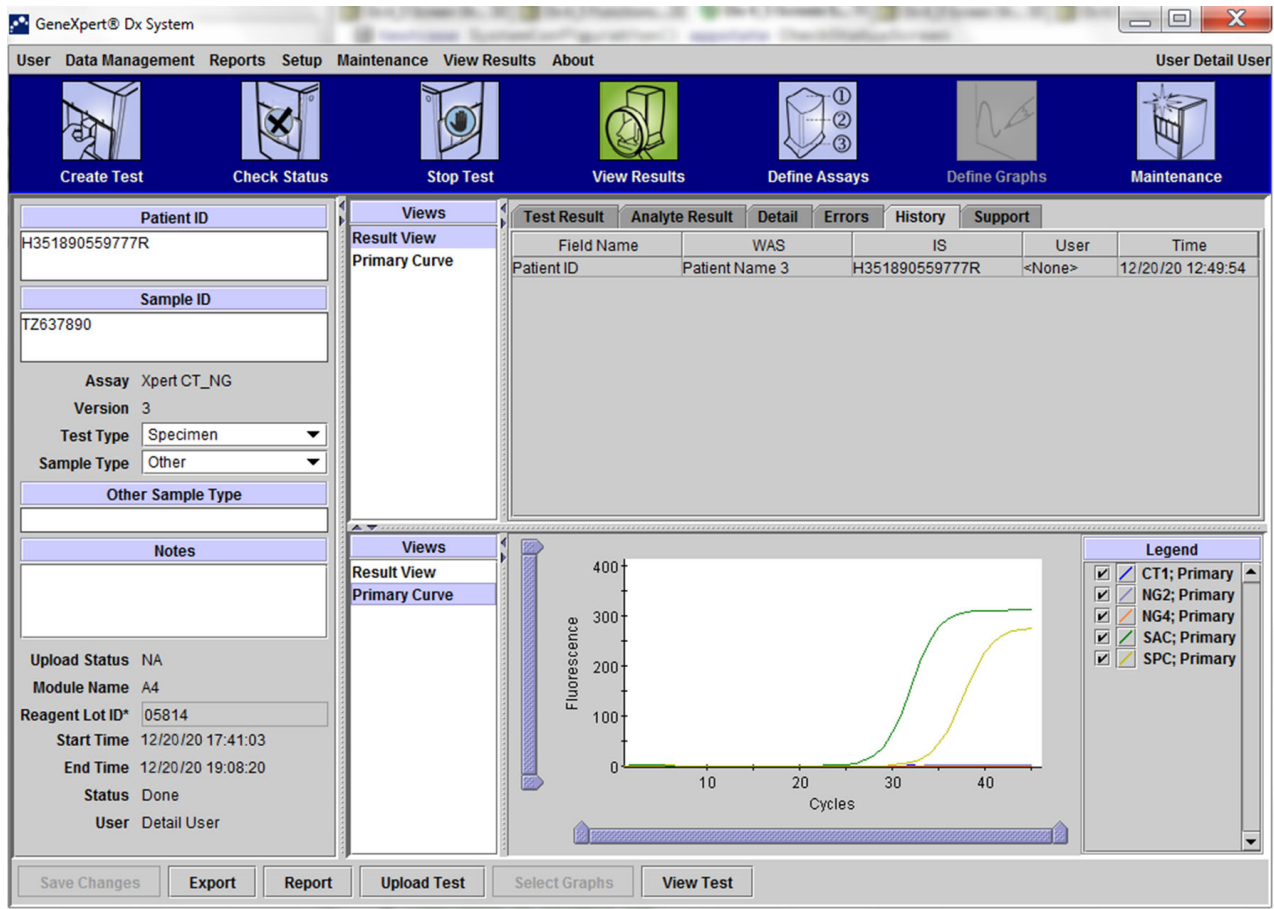 GeneXpert® Dx System
User Data Management Reports Setup Maintenance View Results About User Detail User
Create Test Check Status Stop Test View Results Define Assays Define Graphs Maintenance
① ② ③
Patient ID
H351890559777R
Sample ID
TZ637890
Assay Xpert CT_NG
Version 3
Test Type Specimen
Sample Type Other
Other Sample Type
Notes
Upload Status NA
Module Name A4
Reagent Lot ID* 05814
Start Time 12/20/20 17:41:03
End Time 12/20/20 19:08:20
Status Done
User Detail User
Views
Result View
Primary Curve
Test Result Analyte Result Detail Errors History Support
Field Name WAS IS User Time
Patient ID Patient Name 3 H351890559777R <None> 12/20/20 12:49:54
Views
Result View
Primary Curve
Fluorescence
400
300
200
100
0
10 20 30 40
Cycles
Legend
CT1; Primary
NG2; Primary
NG4; Primary
SAC; Primary
SPC; Primary
Save Changes Export Report Upload Test Select Graphs View Test